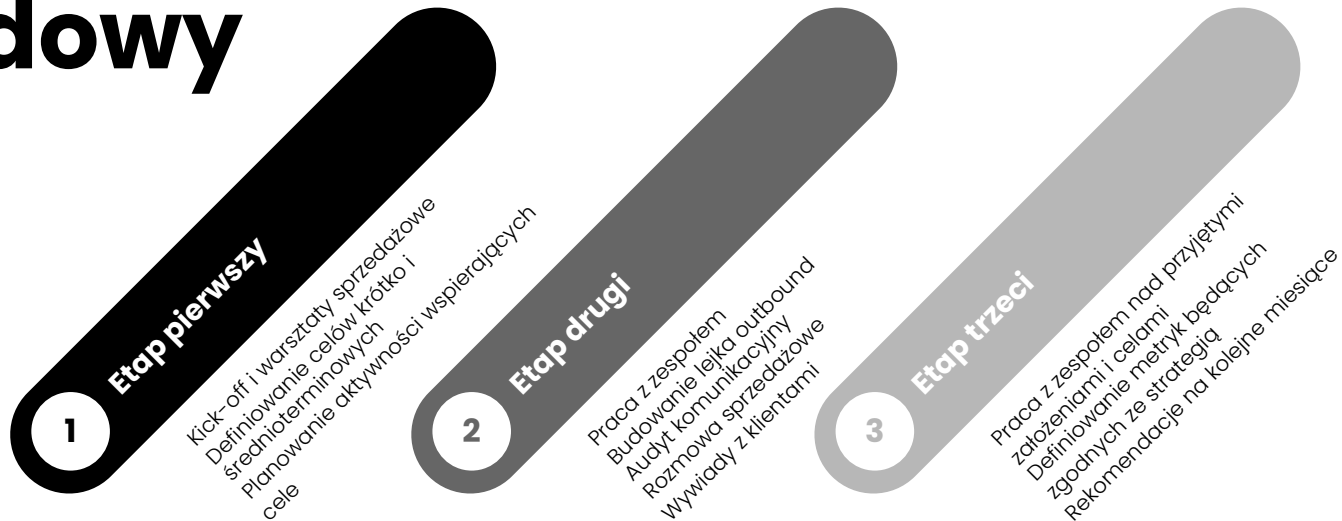 dowy
1
Etap pierwszy
Kick-off i warsztaty sprzedażowe
Definiowanie celów krótko i
średnioterminowych
Planowanie aktywności wspierających
cele
2
Etap drugi
Praca z zespołem
Budowanie lejka outbound
Audyt komunikacyjny
Rozmowa sprzedażowe
Wywiady z klientami
3
Etap trzeci
Praca z zespołem nad przyjętymi
założeniami i celami
Definiowanie metryk będących
zgodnych ze strategią
Rekomendacje na kolejne miesiące